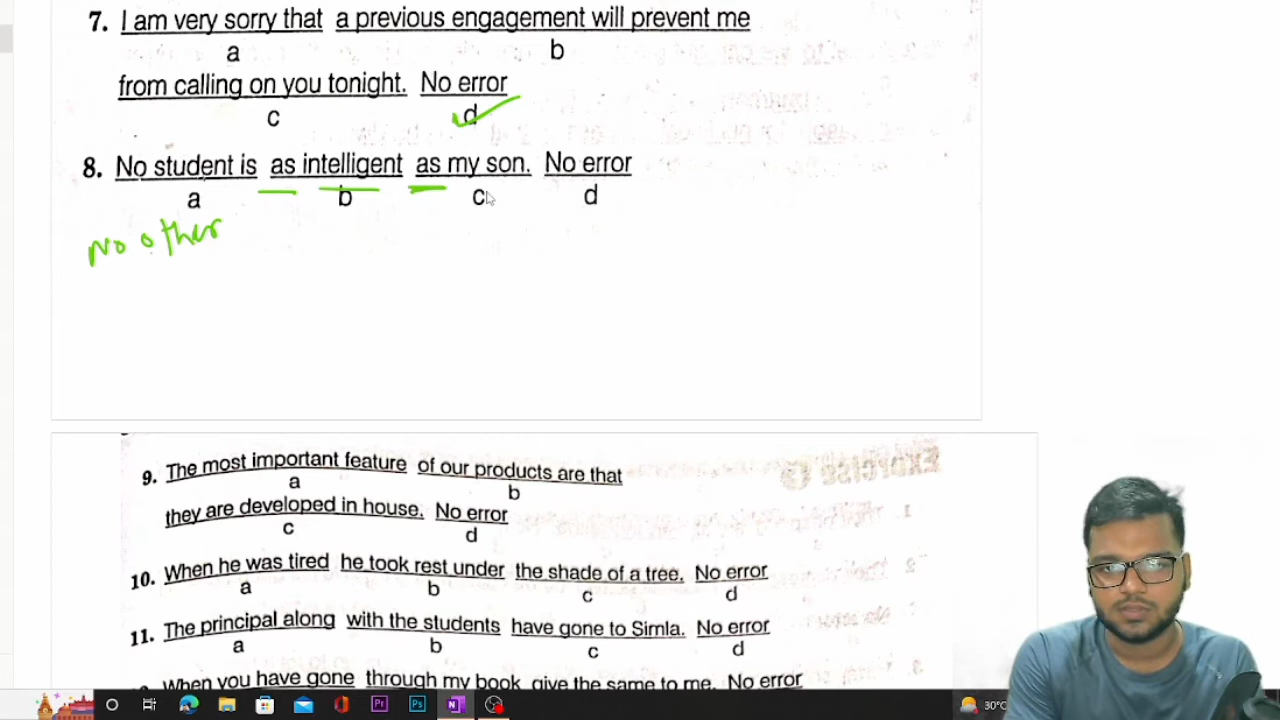 7. I am very sorry that a previous engagement will prevent me
a b
from calling on you tonight. No error
c d
8. No student is as intelligent as my son. No error
a b c d
No other
9. The most important feature of our products are that
a b
they are developed in house. No error
c d
10. When he was tired he took rest under the shade of a tree. No error
a b c d
11. The principal along with the students have gone to Simla. No error
a b c d
When you have gone through my book give the same to me. No error
Pr Ps N 30°C